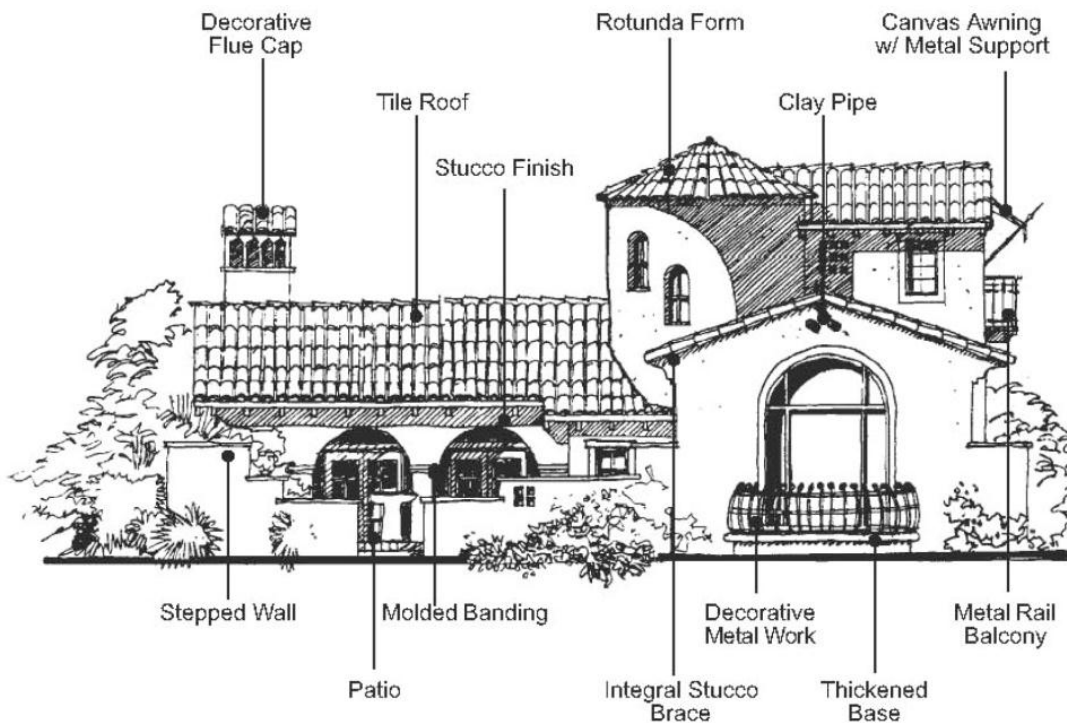 Decorative
Flue Cap
Rotunda Form
Canvas Awning
w/ Metal Support
Tile Roof
Clay Pipe
Stucco Finish
Stepped Wall
Molded Banding
Decorative
Metal Work
Metal Rail
Balcony
Patio
Integral Stucco
Brace
Thickened
Base